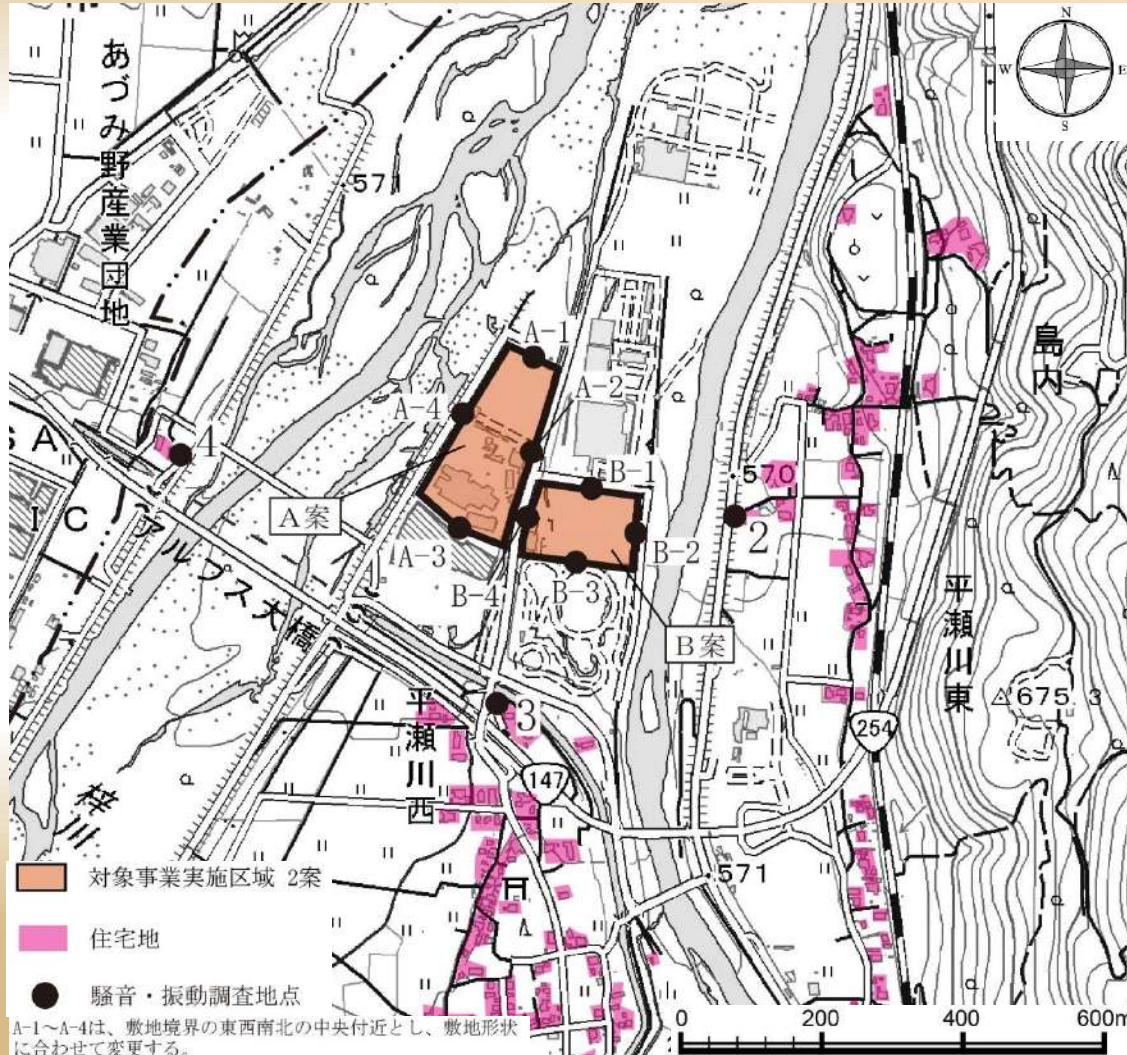 N
W
E
S
あづみ野産業団地
571
島内
A-1
A-2
A-4
4
B-1
570
2
A案
IC
アルプス大橋
A-3
B-4
B-3
B-2
B案
平瀬川東
675.3
3
254
平瀬川西
147
梓川
571
対象事業実施区域 2案
住宅地
騒音・振動調査地点
A-1～A-4は、敷地境界の東西南北の中央付近とし、敷地形状
に合わせて変更する。
0 200 400 600m